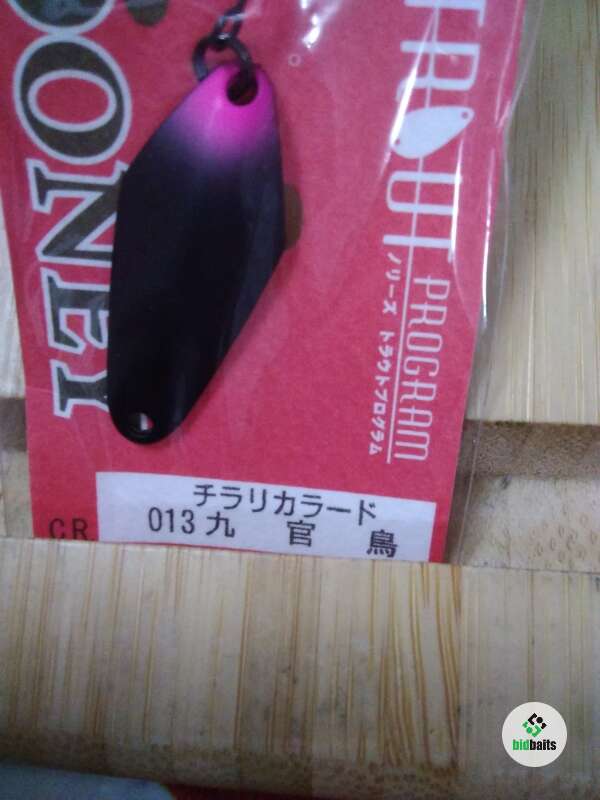 OONEY
TROUT
PROGRAM
ノリーズ トラウトプログラム
チラリカラード
CR 013 九 官 鳥
bidbaits